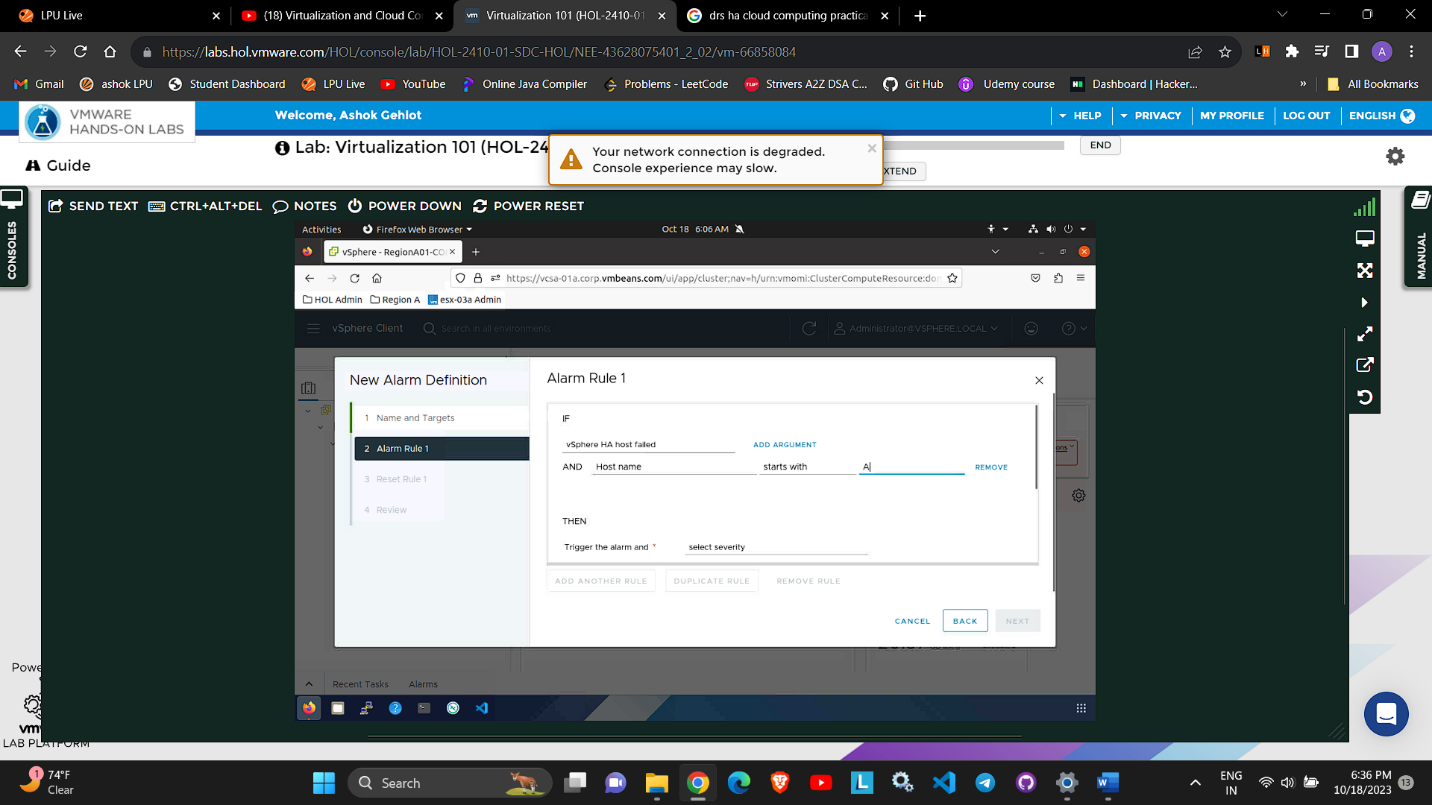 LPU Live
(18) Virtualization and Cloud Co
Virtualization 101 (HOL-2410-01
drs ha cloud computing practica
https://labs.hol.vmware.com/HOL/console/lab/HOL-2410-01-SDC-HOL/NEE-43628075401_2_02/vm-66858084
A
Gmail
ashok LPU
Student Dashboard
LPU Live
YouTube
Online Java Compiler
Problems - LeetCode
Strivers A2Z DSA C...
Git Hub
Udemy course
Dashboard | Hacker...
»
All Bookmarks
VMWARE
HANDS-ON LABS
Welcome, Ashok Gehlot
HELP
PRIVACY
MY PROFILE
LOG OUT
ENGLISH
Guide
Lab: Virtualization 101 (HOL-24
Your network connection is degraded.
Console experience may slow.
END
XTEND
CONSOLES
MANUAL
SEND TEXT
CTRL+ALT+DEL
NOTES
POWER DOWN
POWER RESET
Activities
Firefox Web Browser
Oct 18 6:06 AM
vSphere - RegionA01-CO
https://vcsa-01a.corp.vmbeans.com/ui/app/cluster;nav=h/urn:vmomi:ClusterComputeResource:do
HOL Admin
Region A
esx-03a Admin
vSphere Client
Search in all environments
Administrator@VSPHERE.LOCAL
New Alarm Definition
1 Name and Targets
2 Alarm Rule 1
3 Reset Rule 1
4 Review
Alarm Rule 1
IF
vSphere HA host failed
ADD ARGUMENT
AND
Host name
starts with
A
REMOVE
THEN
Trigger the alarm and *
select severity
ADD ANOTHER RULE
DUPLICATE RULE
REMOVE RULE
CANCEL
BACK
NEXT
Recent Tasks
Alarms
Powe
vmw
LAB PLATFORM
1
74°F
Clear
Search
ENG
IN
6:36 PM
10/18/2023
13